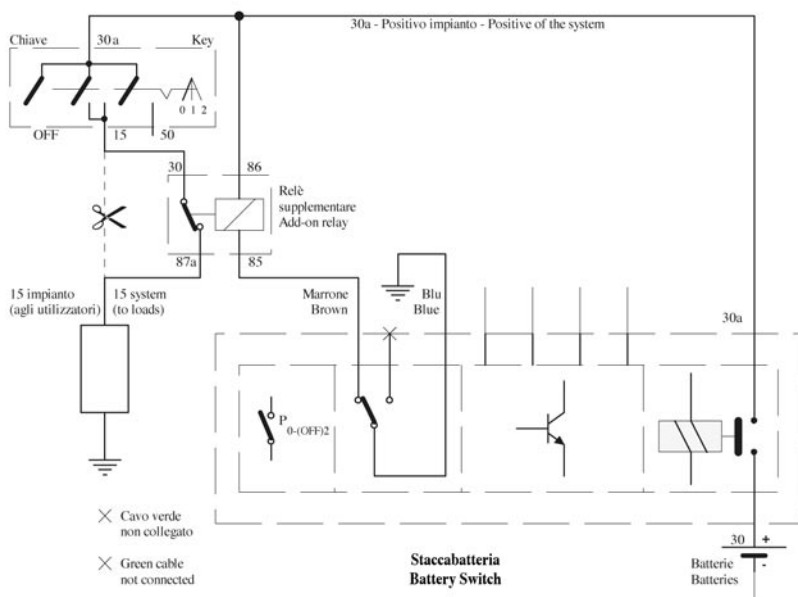 30a - Positivo impianto - Positive of the system
Chiave 30 a Key
0 1 2
OFF 15 50
30 86
Relè
supplementare
Add-on relay
87a 85
15 impianto
(agli utilizzatori)
15 system
(to loads)
Marrone
Brown
Blu
Blue
30a
P
0-(OFF)2
Cavo verde
non collegato
Green cable
not connected
Staccabatteria
Battery Switch
30 +
-
Batterie
Batteries